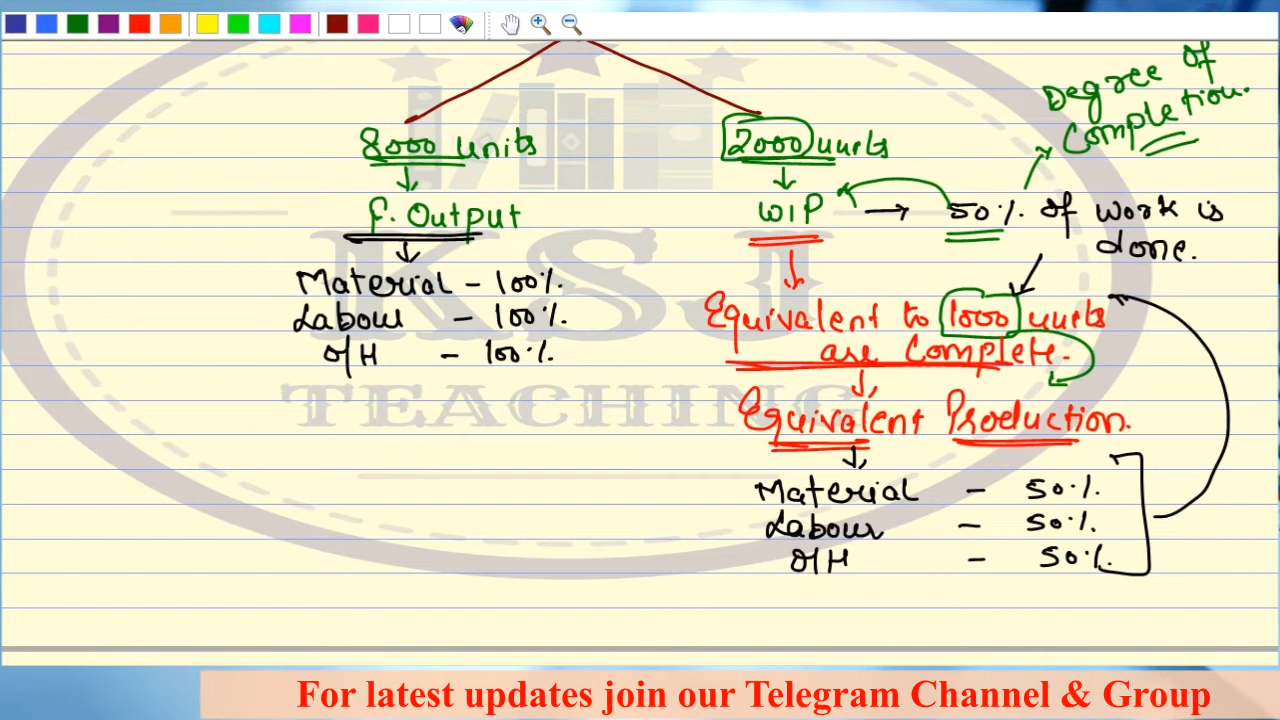 8000 units
2000 units
Degree Of
Completion.
F. Output
WIP → 50% Of work is
done.
Material - 100%
Labour - 100%
O/H - 100%
Equivalent to 1000 units
are Complete.
Equivalent Production.
Material - 50%
Labour - 50%
O/H - 50%
KSJ
TEACHING
For latest updates join our Telegram Channel & Group